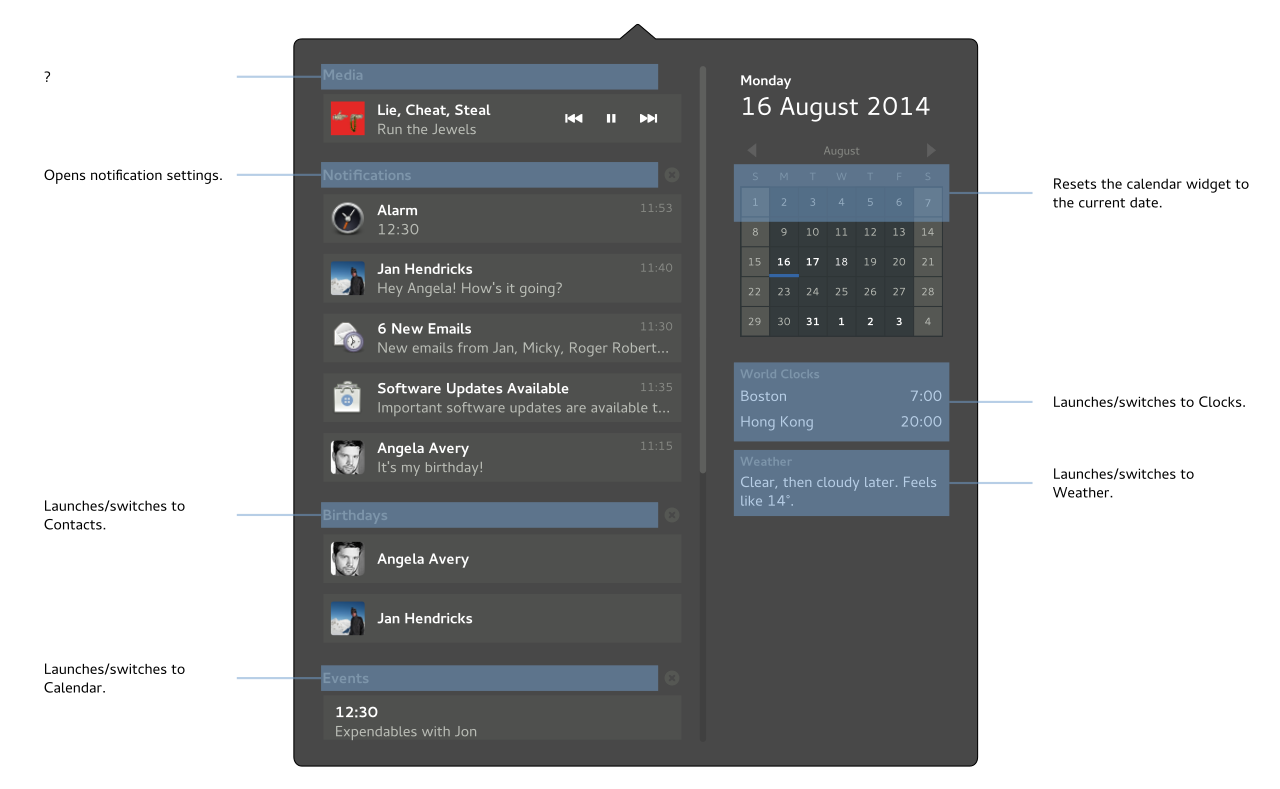 ?
Opens notification settings.
Launches/switches to
Contacts.
Launches/switches to
Calendar.
Media
Lie, Cheat, Steal
Run the Jewels
Notifications
Alarm
11:53
12:30
Jan Hendricks
11:40
Hey Angela! How's it going?
6 New Emails
11:30
New emails from Jan, Micky, Roger Robert...
Software Updates Available
11:35
Important software updates are available t...
Angela Avery
11:15
It's my birthday!
Birthdays
Angela Avery
Jan Hendricks
Events
12:30
Expendables with Jon
Monday
16 August 2014
August
S M T W T F S
1 2 3 4 5 6 7
8 9 10 11 12 13 14
15 16 17 18 19 20 21
22 23 24 25 26 27 28
29 30 31 1 2 3 4
World Clocks
Boston 7:00
Hong Kong 20:00
Weather
Clear, then cloudy later. Feels
like 14°.
Resets the calendar widget to
the current date.
Launches/switches to Clocks.
Launches/switches to
Weather.